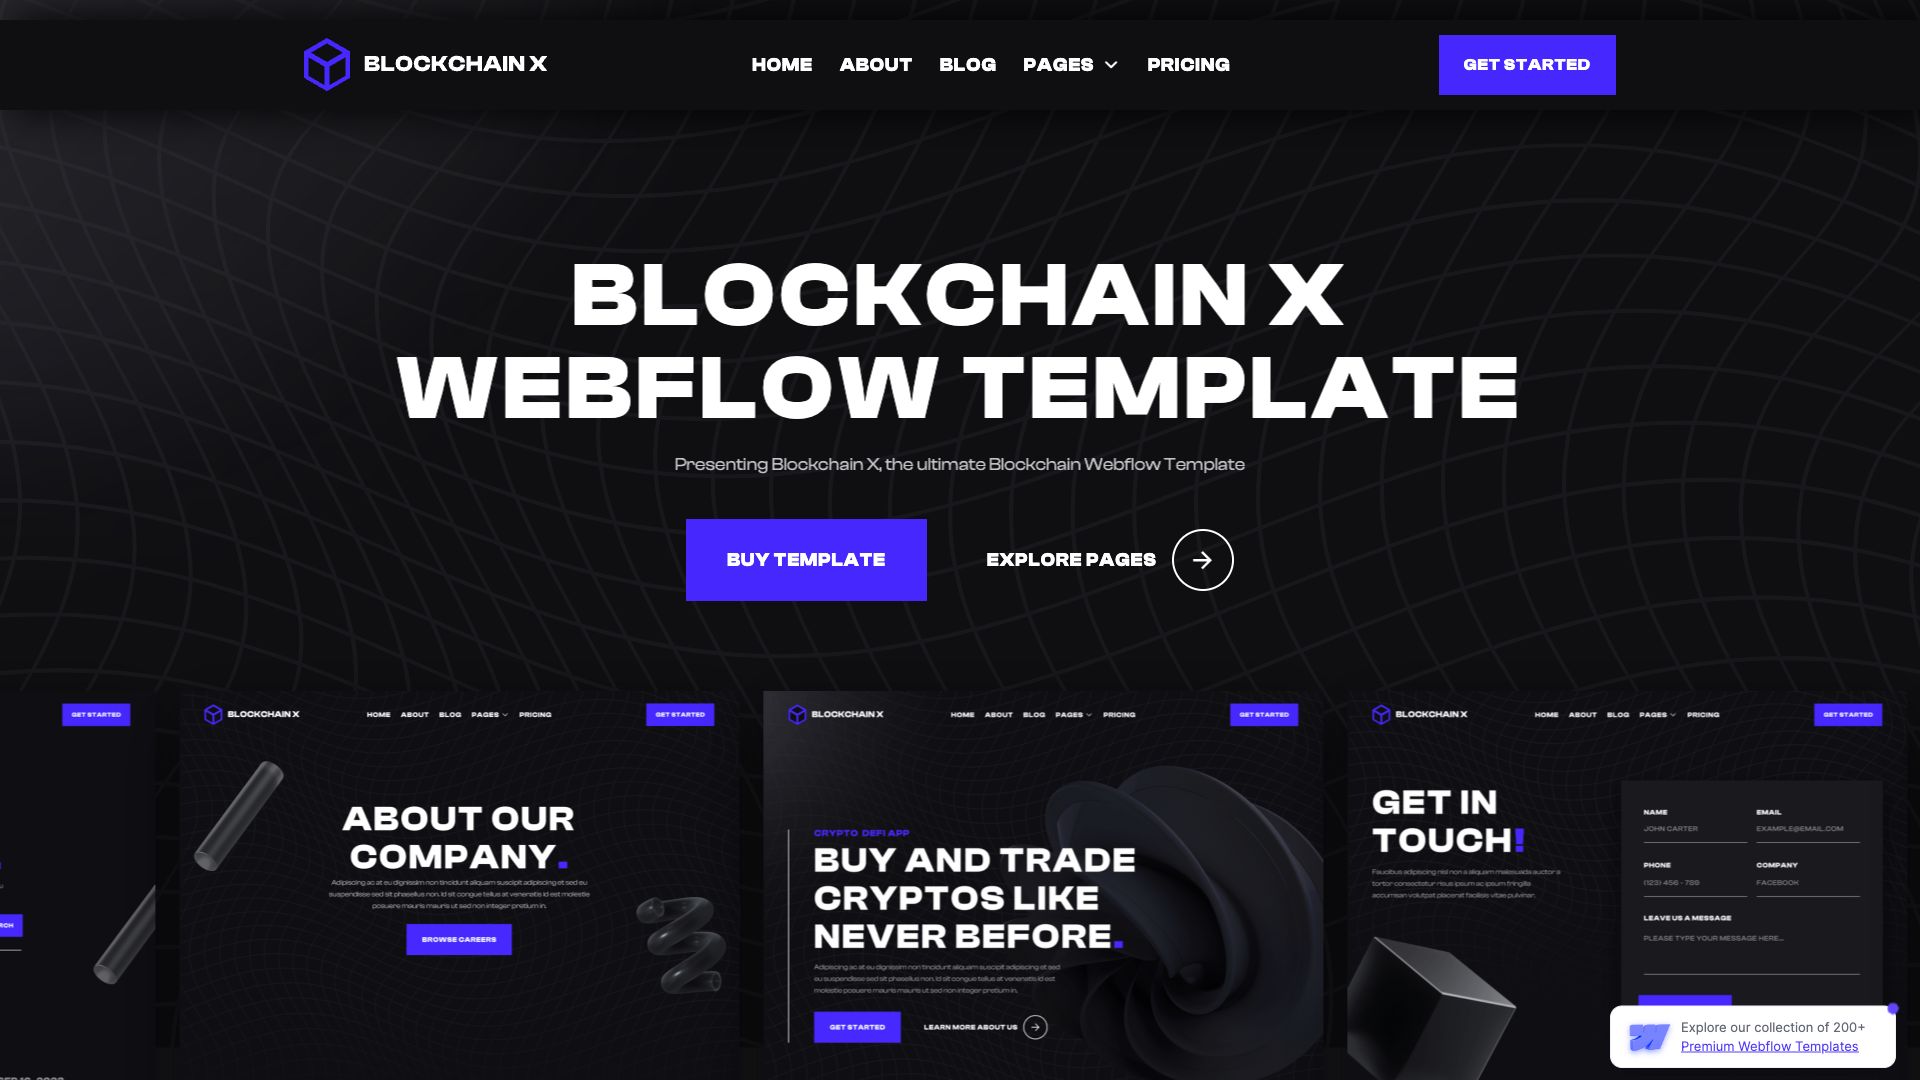 BLOCKCHAIN X
HOME ABOUT BLOG PAGES PRICING
GET STARTED
BLOCKCHAIN X
WEBFLOW TEMPLATE
Presenting Blockchain X, the ultimate Blockchain Webflow Template
BUY TEMPLATE
EXPLORE PAGES
GET STARTED
BLOCKCHAIN X
HOME ABOUT BLOG PAGES PRICING
GET STARTED
ABOUT OUR
COMPANY.
Adipiscing ac at eu dignissim non tincidunt aliquam suscipit adipiscing et sed eu
suspendisse sed sit phasellus non. Id sit congue tellus at venenatis id est molestie
posuere mauris mauris ut sed non integer pretium in.
BROWSE CAREERS
BLOCKCHAIN X
HOME ABOUT BLOG PAGES PRICING
GET STARTED
CRYPTO DEFI APP
BUY AND TRADE
CRYPTOS LIKE
NEVER BEFORE.
Adipiscing ac at eu dignissim non tincidunt aliquam suscipit adipiscing et sed
eu suspendisse sed sit phasellus non. Id sit congue tellus at venenatis id est
molestie posuere mauris mauris ut sed non integer pretium in.
GET STARTED
LEARN MORE ABOUT US
BLOCKCHAIN X
HOME ABOUT BLOG PAGES PRICING
GET STARTED
GET IN
TOUCH!
Faucibus adipiscing nisl non a aliquam malesuada auctor a
tortor consectetur risus ipsum ac ipsum fringilla
accumsan volutpat placerat facilisis vitae pulvinar.
NAME EMAIL
JOHN CARTER EXAMPLE@EMAIL.COM
PHONE COMPANY
(123) 456 - 789 FACEBOOK
LEAVE US A MESSAGE
PLEASE TYPE YOUR MESSAGE HERE...
Explore our collection of 200+
Premium Webflow Templates